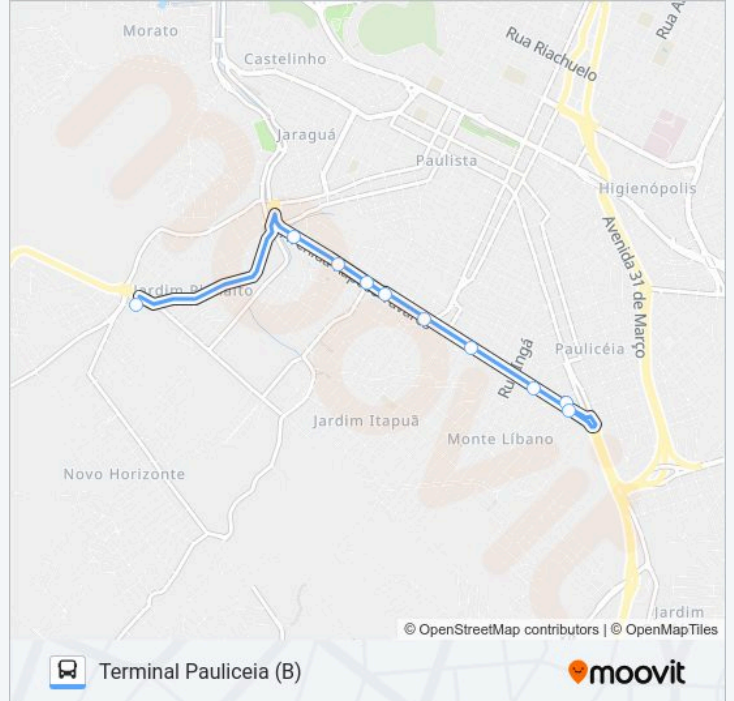 Morato
Castelinho
Rua Riachuelo
Jaraguá
Paulista
Higienópolis
Avenida 31 de Março
Jardim
Paulicéia
Jardim Itapuã
Monte Líbano
Novo Horizonte
Jardim
© OpenStreetMap contributors | © OpenMapTiles
Terminal Pauliceia (B)
moovit